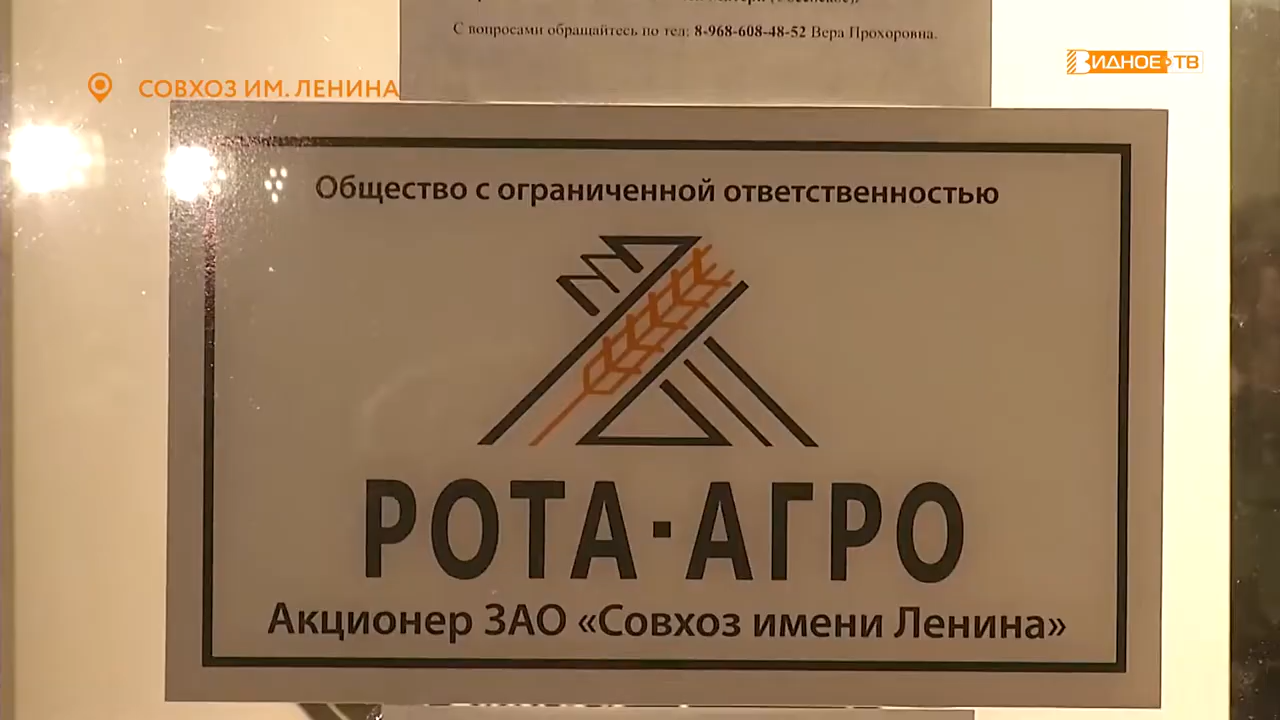 С вопросами обращайтесь по тел: 8-968-608-48-52 Вера Прохоровна.
ВИДНОЕ ТВ
СОВХОЗ ИМ. ЛЕНИНА
Общество с ограниченной ответственностью
РОТА-АГРО
Акционер ЗАО «Совхоз имени Ленина»